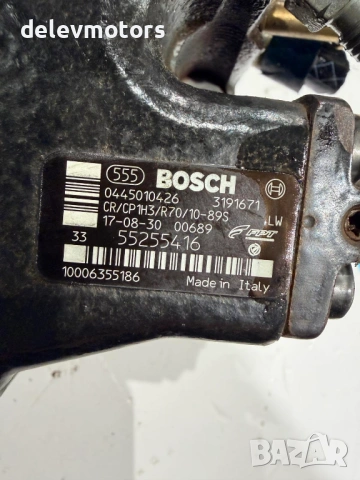 delevmotors@
555 BOSCH
0445010426 3191671
CR/CP1H3/R70/10-89S LW
17-08-30 00689
33 55255416 FPT
10006355186 Made in Italy
BAZAR